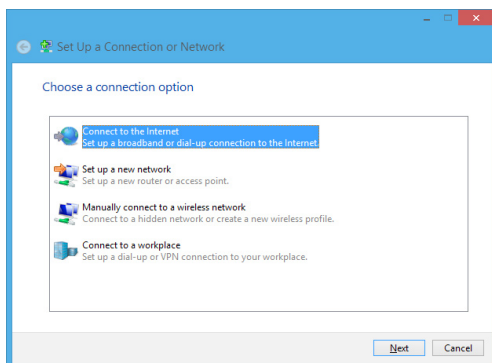 Set Up a Connection or Network
Choose a connection option
Connect to the Internet
Set up a broadband or dial-up connection to the Internet.
Set up a new network
Set up a new router or access point.
Manually connect to a wireless network
Connect to a hidden network or create a new wireless profile.
Connect to a workplace
Set up a dial-up or VPN connection to your workplace.
Next Cancel